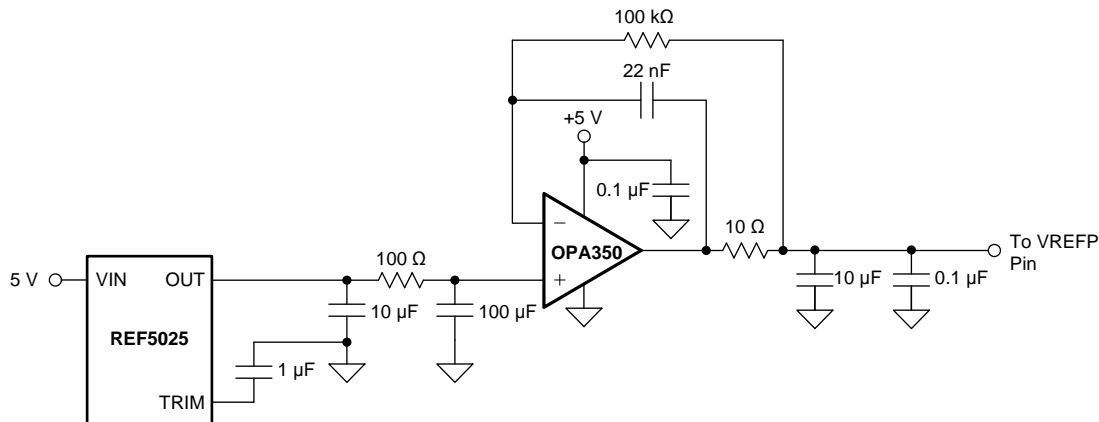 100 kΩ
22 nF
+5 V
0.1 µF
10 Ω
−
OPA350
+
To VREFP
Pin
100 Ω
5 V
VIN
OUT
10 µF
100 µF
10 µF
0.1 µF
REF5025
1 µF
TRIM